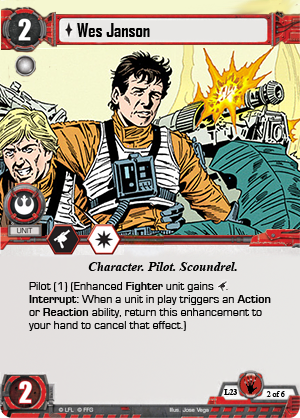 2 Wes Janson
UNIT
Character. Pilot. Scoundrel.
Pilot (1) (Enhanced Fighter unit gains .
Interrupt: When a unit in play triggers an Action
or Reaction ability, return this enhancement to
your hand to cancel that effect.)
2
L23 2 of 6
© LFL © FFG Illus. Jose Vega